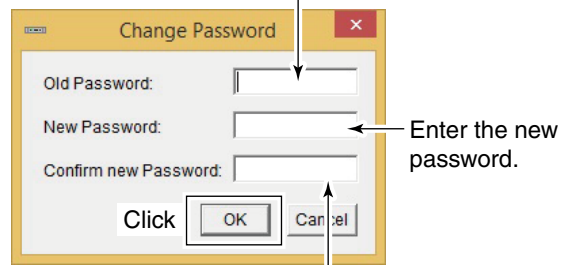 Change Password
Old Password:
New Password:
Enter the new
password.
Confirm new Password:
Click
OK
Cancel